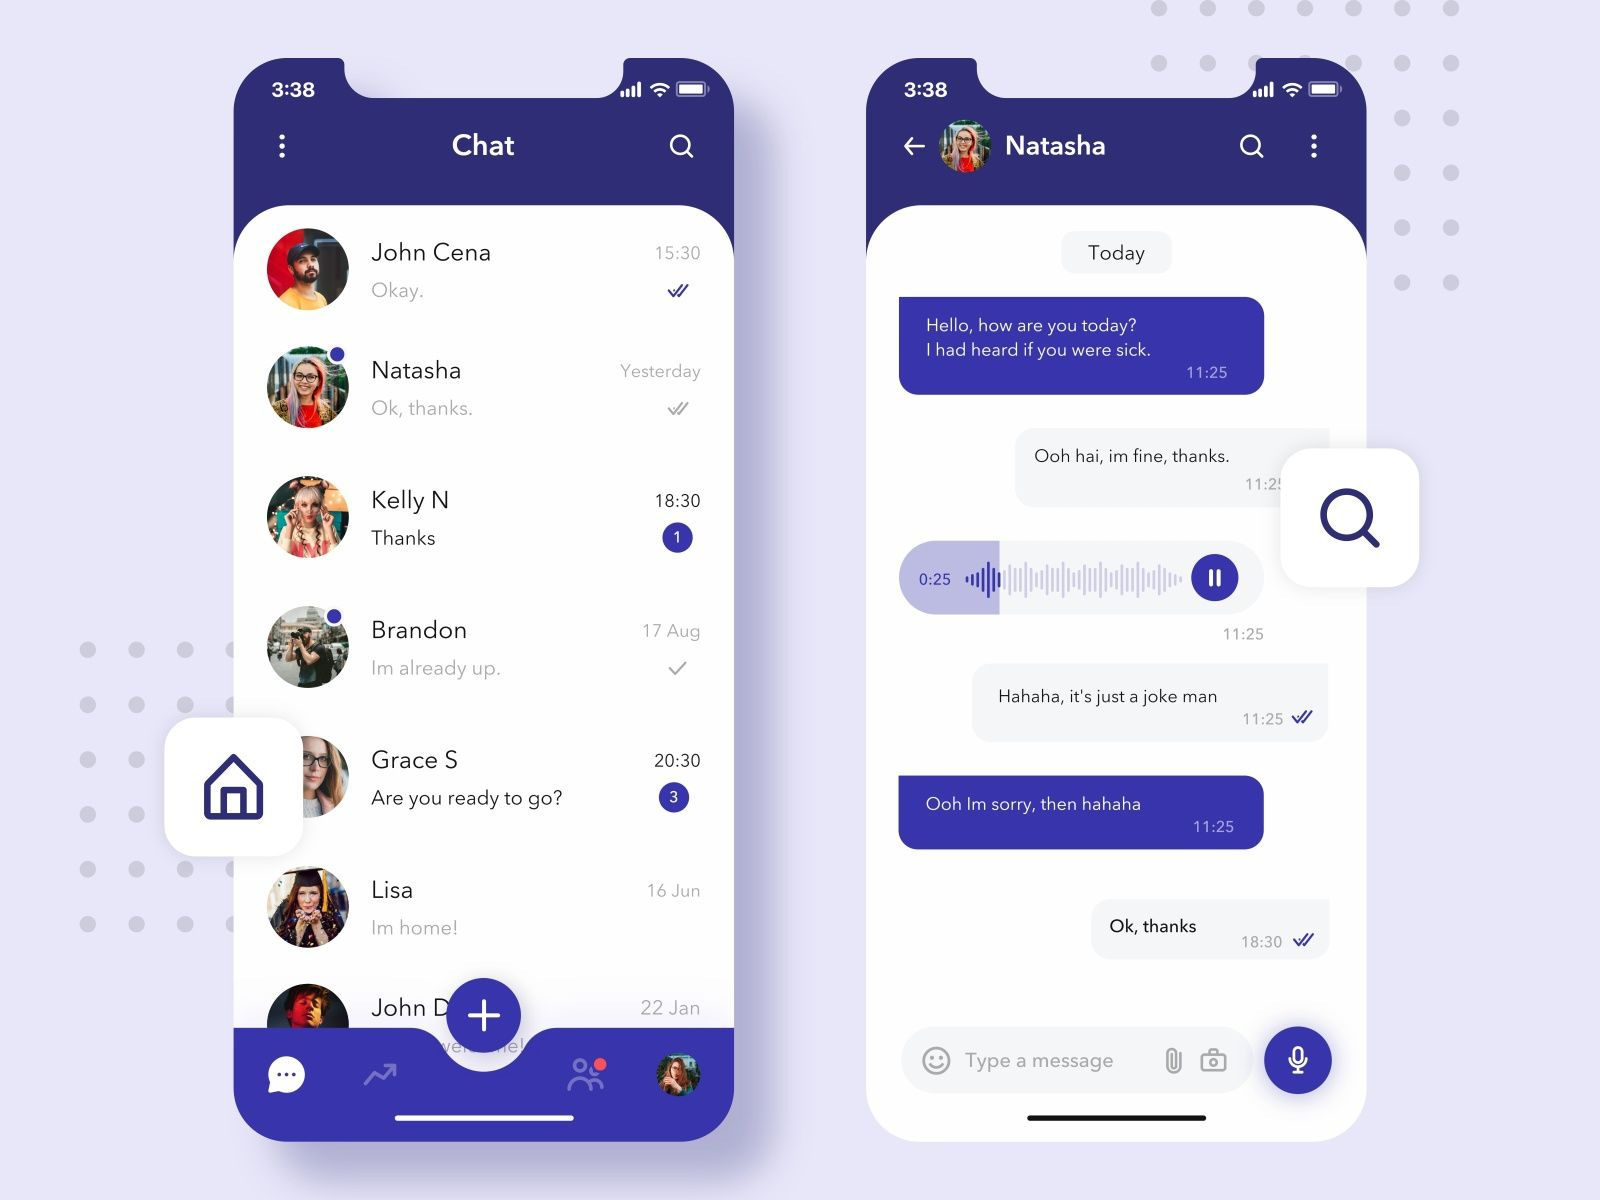 3:38
Chat
John Cena
15:30
Okay.
Natasha
Yesterday
Ok, thanks.
Kelly N
18:30
Thanks
1
Brandon
17 Aug
Im already up.
Grace S
20:30
Are you ready to go?
3
Lisa
16 Jun
Im home!
John D
22 Jan
3:38
Natasha
Today
Hello, how are you today?
I had heard if you were sick.
11:25
Ooh hai, im fine, thanks.
11:25
0:25
11:25
Hahaha, it's just a joke man
11:25
Ooh Im sorry, then hahaha
11:25
Ok, thanks
18:30
Type a message